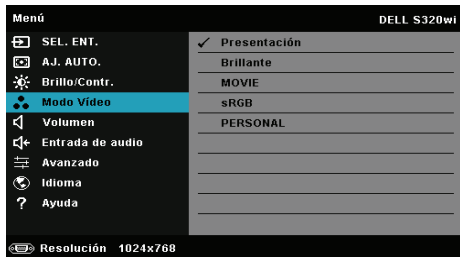 Menú
DELL S320wi
SEL. ENT.
AJ. AUTO.
Brillo/Contr.
Modo Vídeo
Volumen
Entrada de audio
Avanzado
Idioma
? Ayuda
✓ Presentación
Brillante
MOVIE
sRGB
PERSONAL
Resolución 1024x768